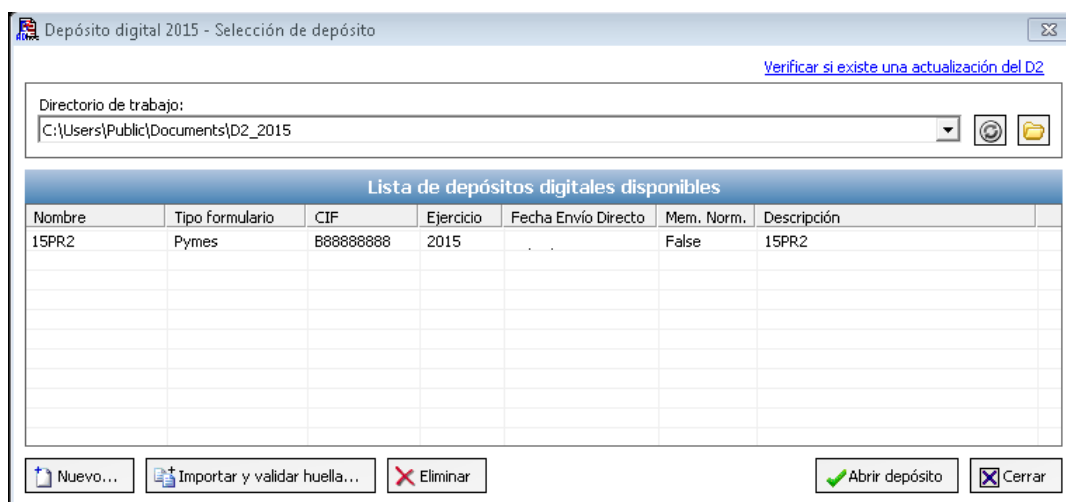 Depósito digital 2015 - Selección de depósito
Verificar si existe una actualización del D2
Directorio de trabajo:
C:\Users\Public\Documents\D2_2015
Lista de depósitos digitales disponibles
Nombre Tipo formulario CIF Ejercicio Fecha Envío Directo Mem. Norm. Descripción
15PR2 Pymes B88888888 2015 False 15PR2
Nuevo... Importar y validar huella... Eliminar Abrir depósito Cerrar